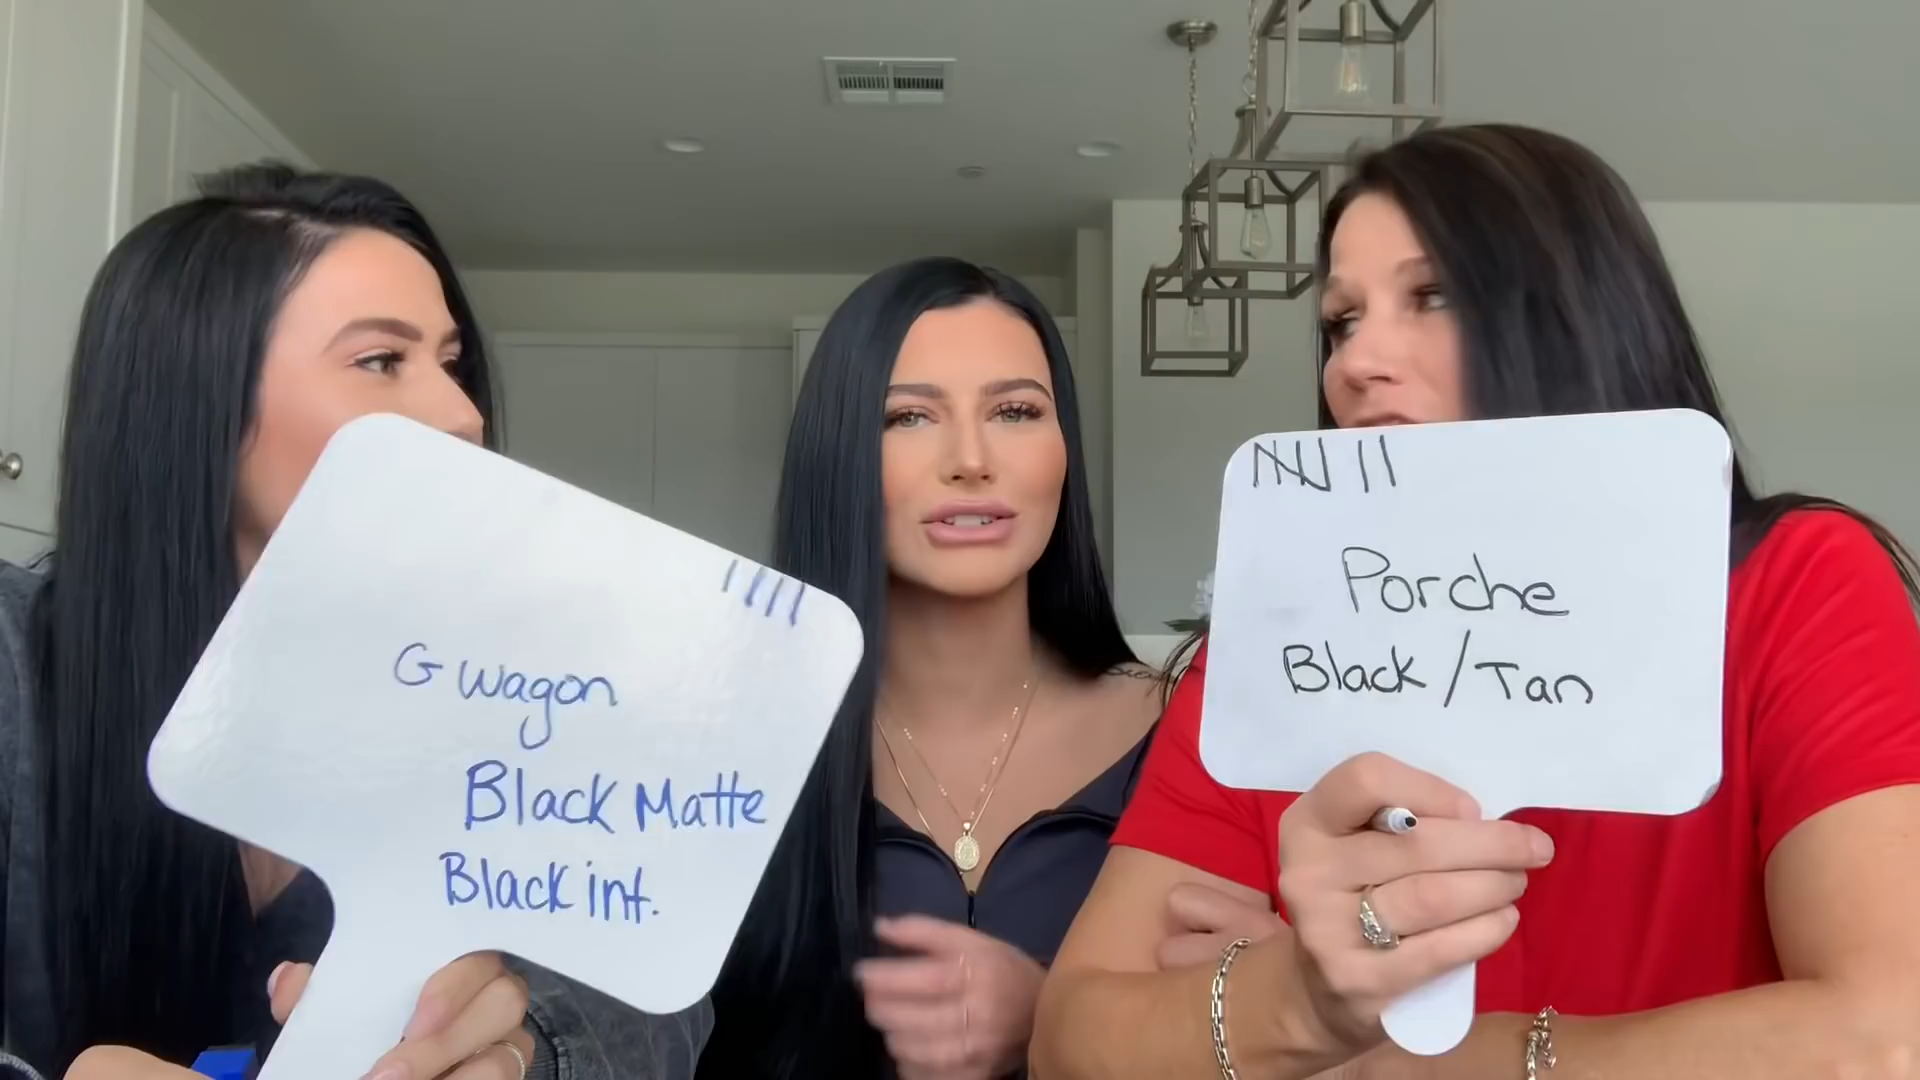 G wagon
Black Matte
Black int.
Porche
Black / Tan